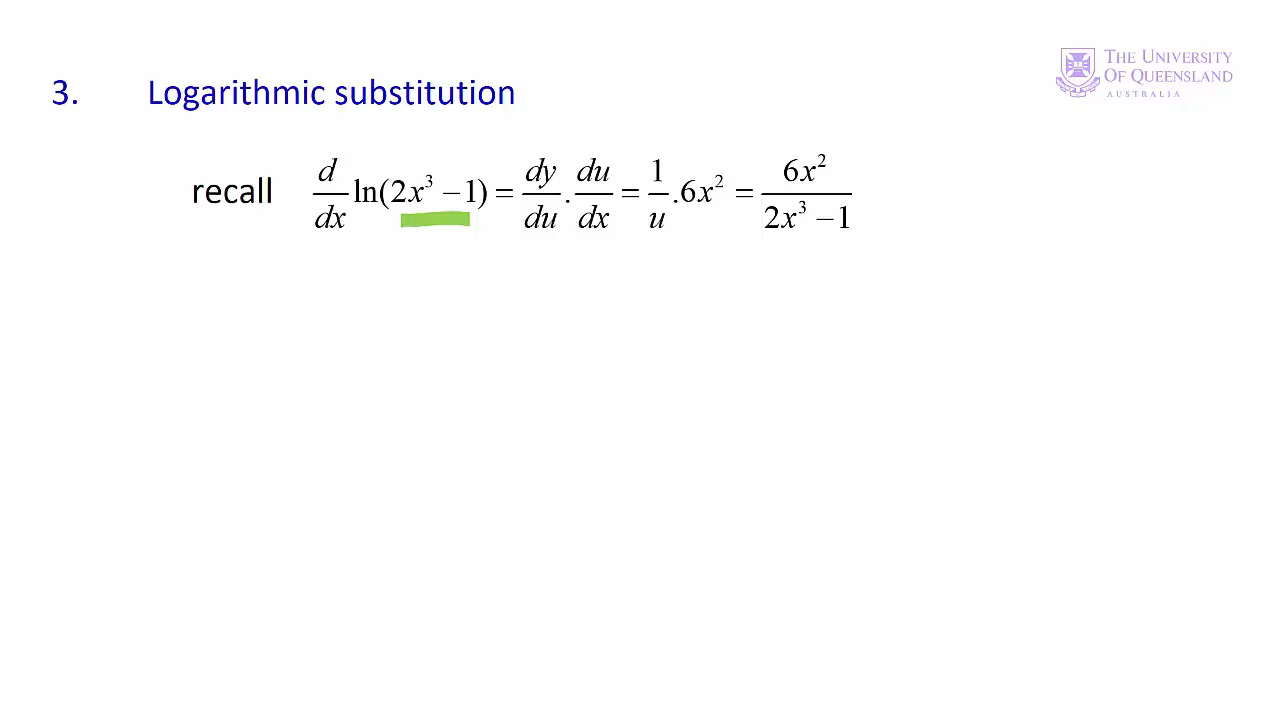 THE UNIVERSITY
OF QUEENSLAND
AUSTRALIA
3. Logarithmic substitution
recall d/dx ln(2x³ − 1) = dy/du . du/dx = 1/u . 6x² = 6x²/(2x³ − 1)